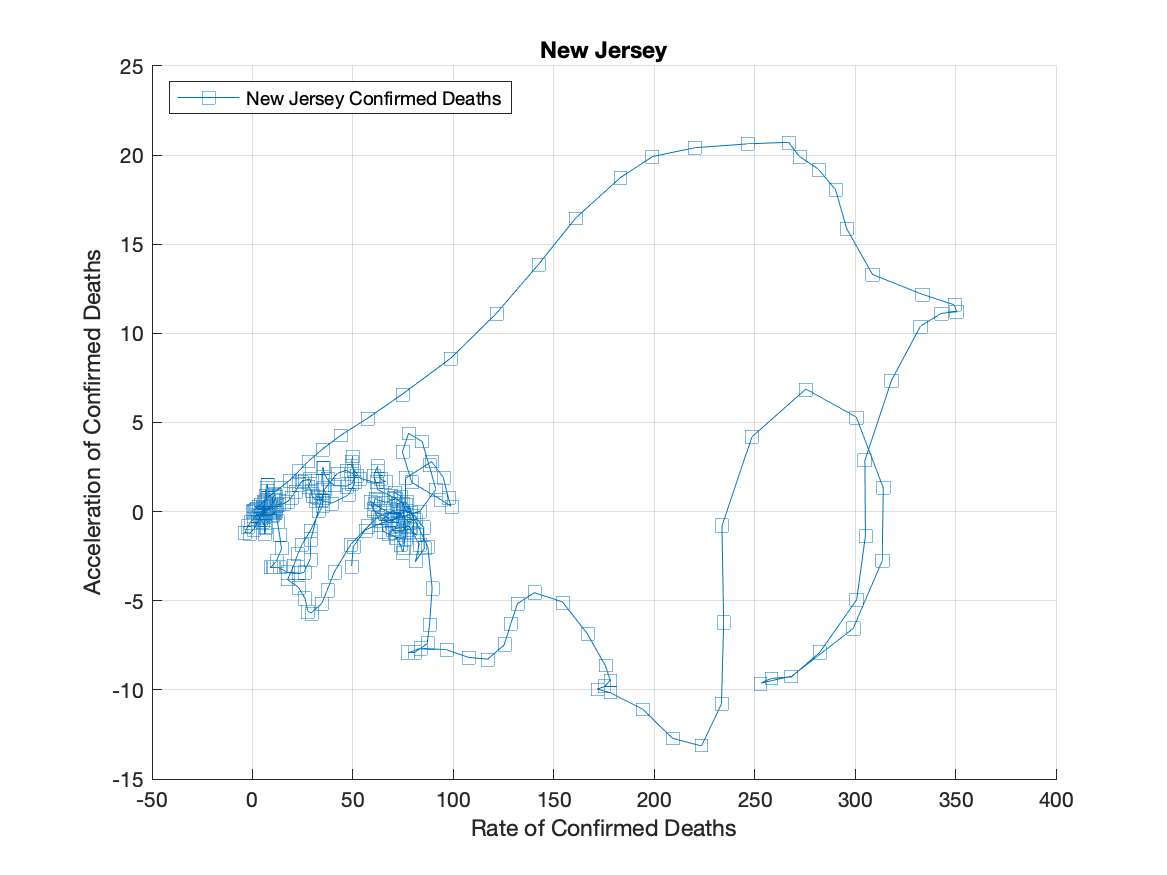 New Jersey
New Jersey Confirmed Deaths
25
20
15
10
5
0
-5
-10
-15
Acceleration of Confirmed Deaths
-50 0 50 100 150 200 250 300 350 400
Rate of Confirmed Deaths